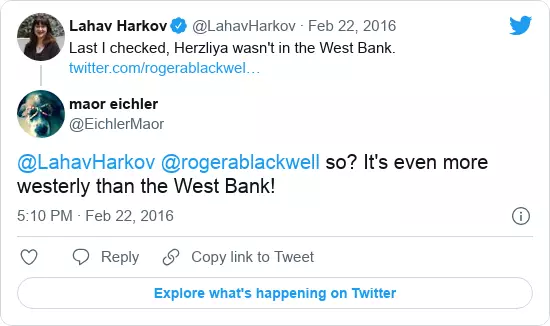 Lahav Harkov @LahavHarkov · Feb 22, 2016
Last I checked, Herzliya wasn't in the West Bank.
twitter.com/rogerablackwel…
maor eichler
@EichlerMaor
@LahavHarkov @rogerablackwell so? It's even more
westerly than the West Bank!
5:10 PM · Feb 22, 2016
Reply Copy link to Tweet
Explore what's happening on Twitter